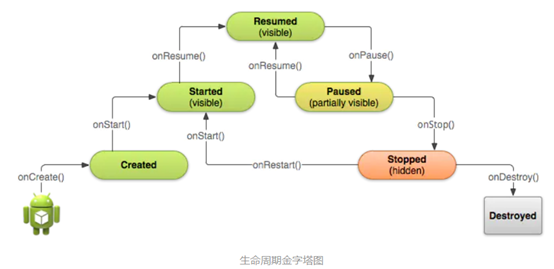 Resumed
(visible)
onResume()
onPause()
onResume()
Started
(visible)
Paused
(partially visible)
onStart()
onStart()
onStop()
Created
onRestart()
Stopped
(hidden)
onCreate()
onDestroy()
Destroyed
生命周期金字塔图